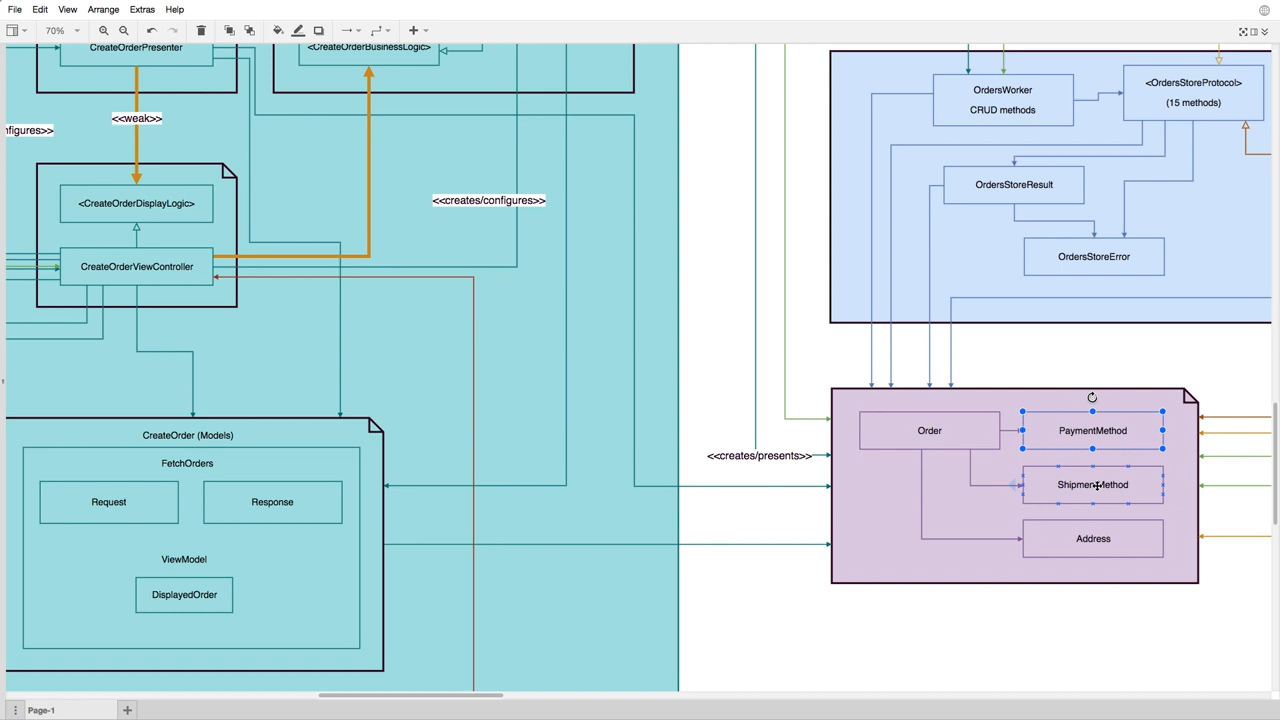 File Edit View Arrange Extras Help
70%
CreateOrderPresenter
<CreateOrderBusinessLogic>
<<weak>>
nfigures>>
<CreateOrderDisplayLogic>
CreateOrderViewController
<<creates/configures>>
OrdersWorker
CRUD methods
<OrdersStoreProtocol>
(15 methods)
OrdersStoreResult
OrdersStoreError
CreateOrder (Models)
FetchOrders
Request
Response
ViewModel
DisplayedOrder
<<creates/presents>>
Order
PaymentMethod
ShipmentMethod
Address
1
Page-1